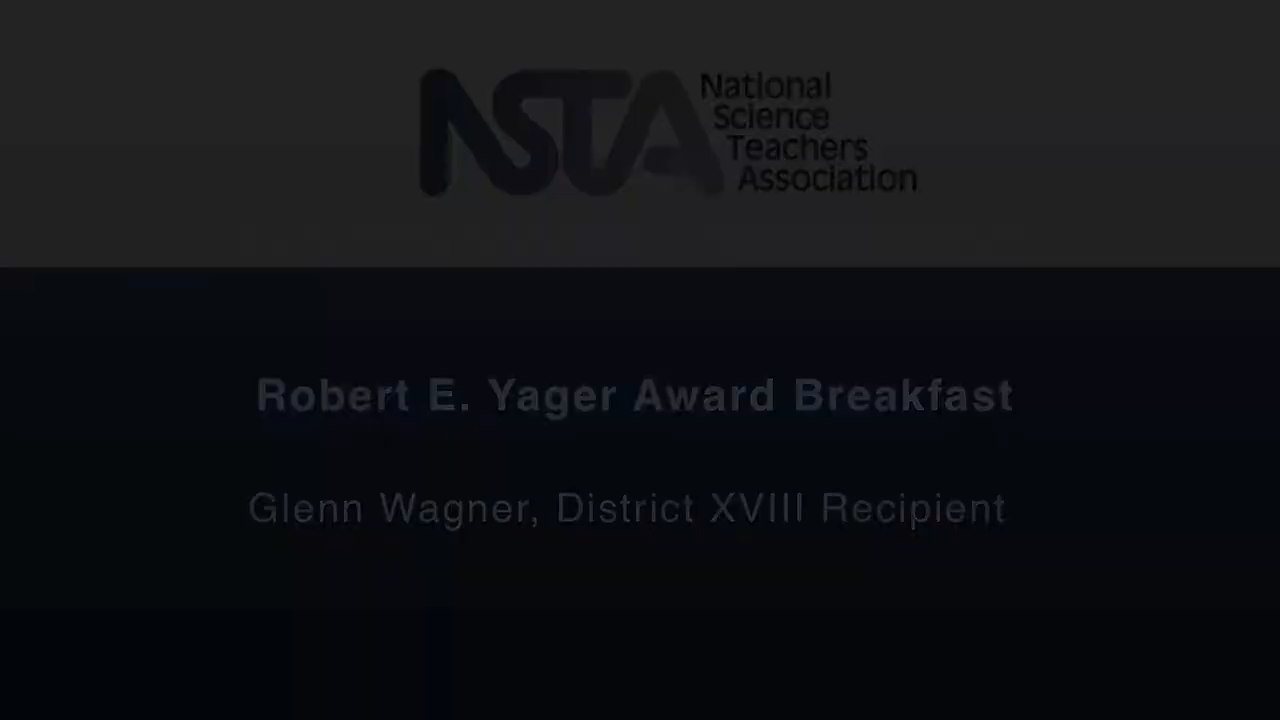 NSTA
National
Science
Teachers
Association
Robert E. Yager Award Breakfast
Glenn Wagner, District XVIII Recipient